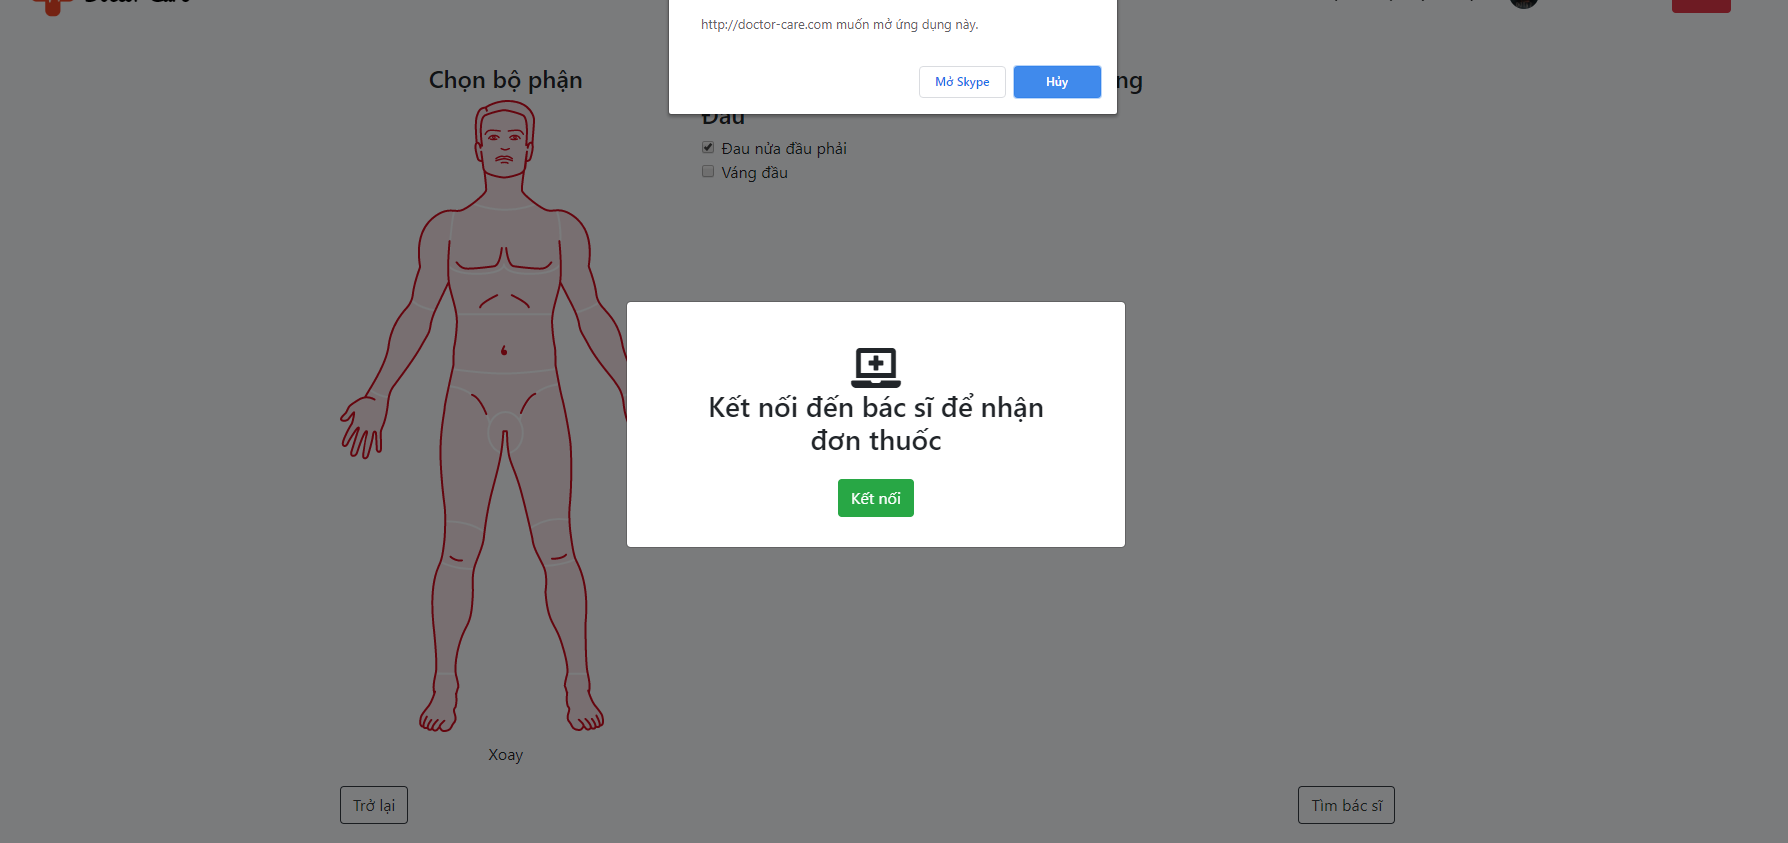 http://doctor-care.com muốn mở ứng dụng này.
Mở Skype
Hủy
Chọn bộ phận
ng
Đau nửa đầu phải
Váng đầu
Kết nối đến bác sĩ để nhận
đơn thuốc
Kết nối
Xoay
Trở lại
Tìm bác sĩ